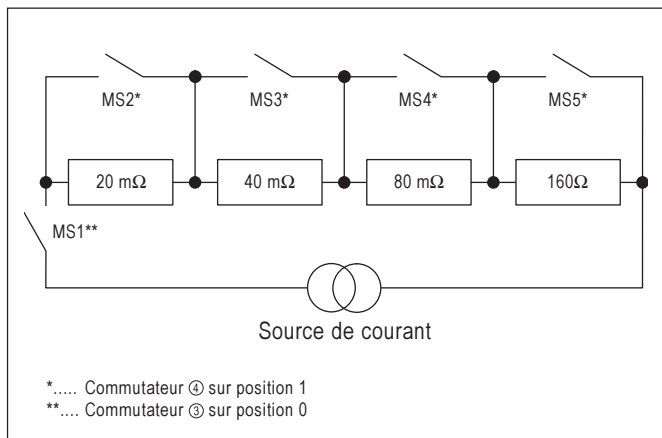 MS2* MS3* MS4* MS5*
20 mΩ 40 mΩ 80 mΩ 160Ω
MS1**
Source de courant
*..... Commutateur ④ sur position 1
**.... Commutateur ③ sur position 0